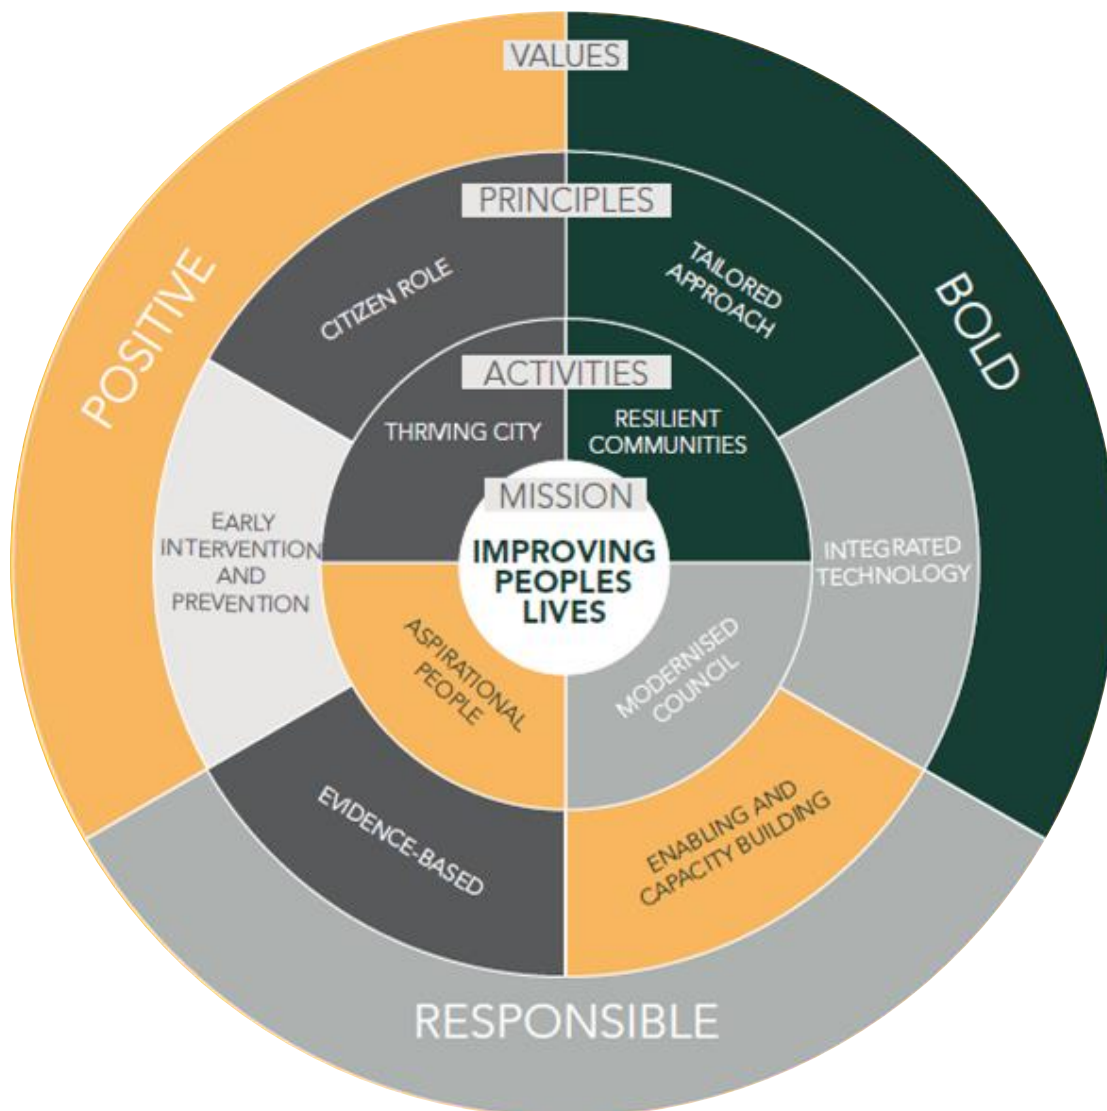 VALUES
POSITIVE
BOLD
PRINCIPLES
CITIZEN ROLE
TAILORED
APPROACH
EARLY
INTERVENTION
AND
PREVENTION
INTEGRATED
TECHNOLOGY
EVIDENCE-BASED
ENABLING AND
CAPACITY BUILDING
ACTIVITIES
THRIVING CITY
RESILIENT
COMMUNITIES
ASPIRATIONAL
PEOPLE
MODERNISED
COUNCIL
MISSION
IMPROVING
PEOPLES
LIVES
RESPONSIBLE